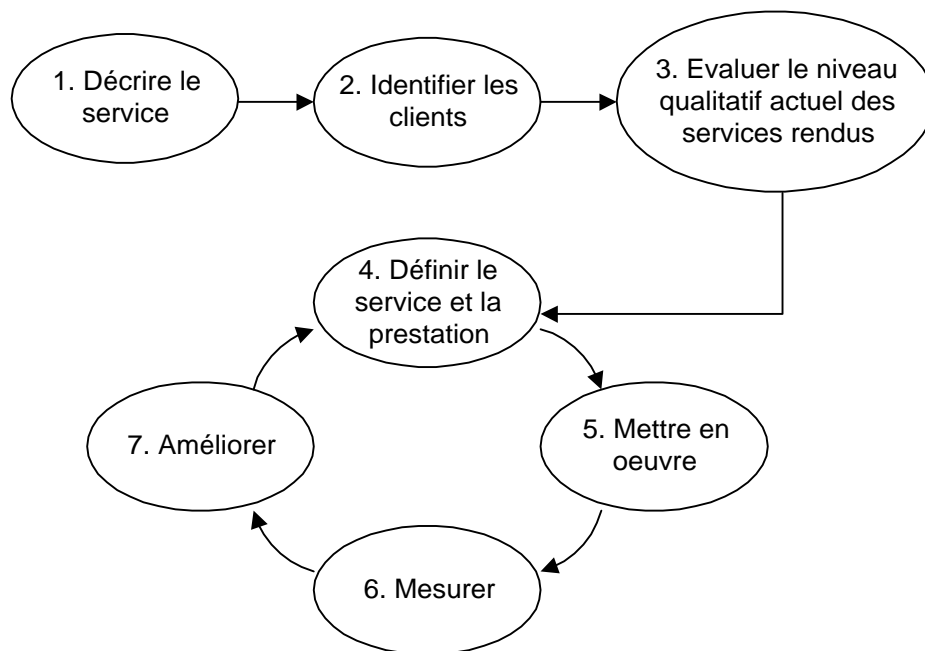 1. Décrire le
service
2. Identifier les
clients
3. Evaluer le niveau
qualitatif actuel des
services rendus
4. Définir le
service et la
prestation
5. Mettre en
oeuvre
6. Mesurer
7. Améliorer